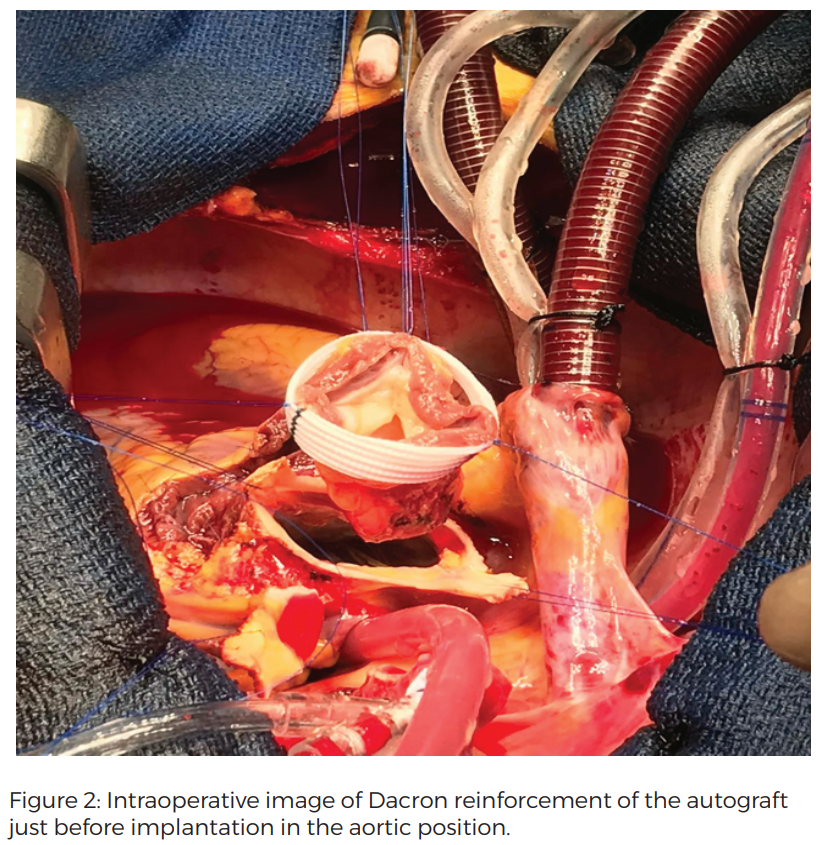 Figure 2: Intraoperative image of Dacron reinforcement of the autograft
just before implantation in the aortic position.